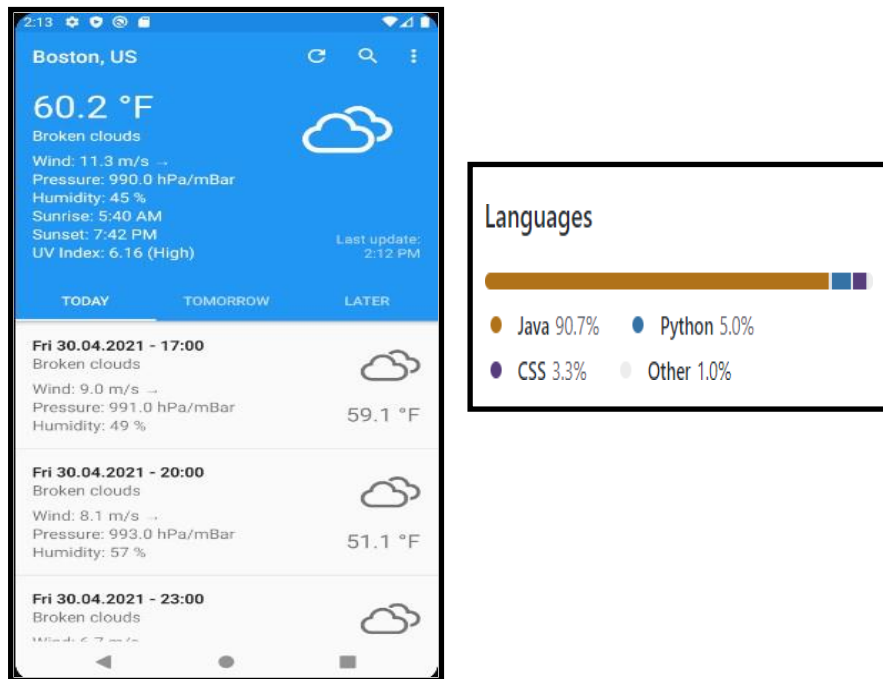 2:13
Boston, US
60.2 °F
Broken clouds
Wind: 11.3 m/s →
Pressure: 990.0 hPa/mBar
Humidity: 45 %
Sunrise: 5:40 AM
Sunset: 7:42 PM
UV Index: 6.16 (High)
Last update:
2:12 PM
TODAY TOMORROW LATER
Fri 30.04.2021 - 17:00
Broken clouds
Wind: 9.0 m/s →
Pressure: 991.0 hPa/mBar
Humidity: 49 %
59.1 °F
Fri 30.04.2021 - 20:00
Broken clouds
Wind: 8.1 m/s →
Pressure: 993.0 hPa/mBar
Humidity: 57 %
51.1 °F
Fri 30.04.2021 - 23:00
Broken clouds
Wind: 6.7 m/s
Languages
Java 90.7% Python 5.0%
CSS 3.3% Other 1.0%